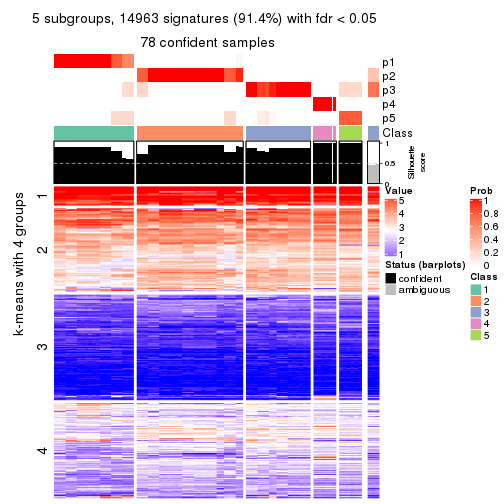 5 subgroups, 14963 signatures (91.4%) with fdr < 0.05
78 confident samples
p1
p2
p3
p4
p5
Class
1
0.5
0
Silhouette
score
k-means with 4 groups
1
2
3
4
Value
5
4
3
2
1
Status (barplots)
confident
ambiguous
Prob
1
0.8
0.6
0.4
0.2
0
Class
1
2
3
4
5